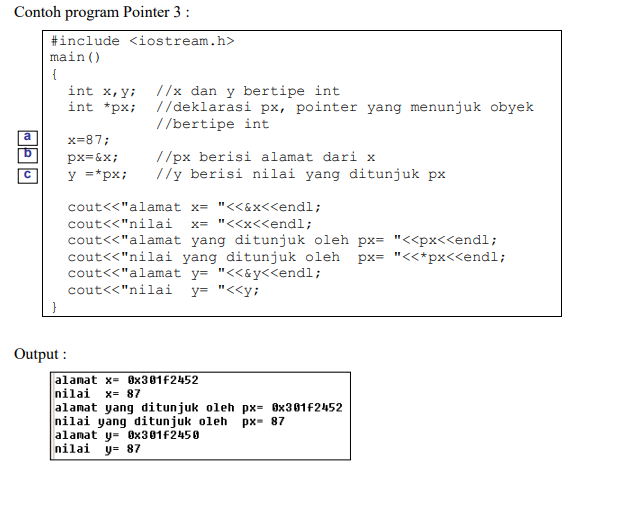 Contoh program Pointer 3 :
#include <iostream.h>
main()
{
int x,y; //x dan y bertipe int
int *px; //deklarasi px, pointer yang menunjuk obyek
//bertipe int
a x=87;
b px=&x; //px berisi alamat dari x
c y =*px; //y berisi nilai yang ditunjuk px
cout<<"alamat x= "<<&x<<endl;
cout<<"nilai  x= "<<x<<endl;
cout<<"alamat yang ditunjuk oleh px= "<<px<<endl;
cout<<"nilai yang ditunjuk oleh  px= "<<*px<<endl;
cout<<"alamat y= "<<&y<<endl;
cout<<"nilai  y= "<<y;
}
Output :
alamat x= 0x301f2452
nilai  x= 87
alamat yang ditunjuk oleh px= 0x301f2452
nilai yang ditunjuk oleh  px= 87
alamat y= 0x301f2450
nilai  y= 87